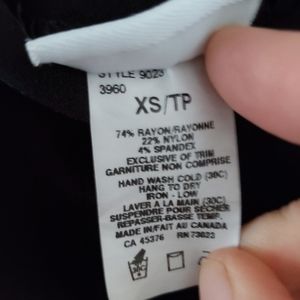 STYLE 9023
3960
XS/TP
74% RAYON/RAYONNE
22% NYLON
4% SPANDEX
EXCLUSIVE OF TRIM
GARNITURE NON COMPRISE
HAND WASH COLD (30C)
HANG TO DRY
IRON - LOW
LAVER A LA MAIN (30C)
SUSPENDRE POUR SÉCHER
REPASSER-BASSE TEMP.
MADE IN/FAIT AU CANADA
CA 45376 RN 73623
30C